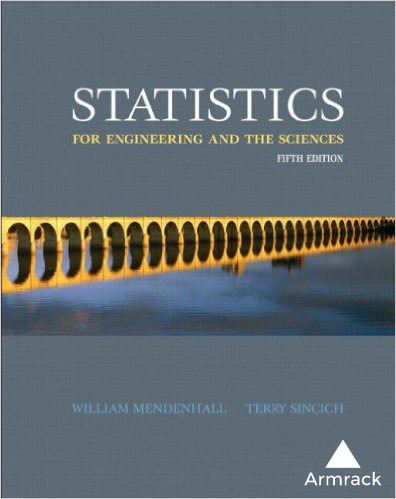 STATISTICS
FOR ENGINEERING AND THE SCIENCES
FIFTH EDITION
WILLIAM MENDENHALL TERRY SINCICH
Armrack